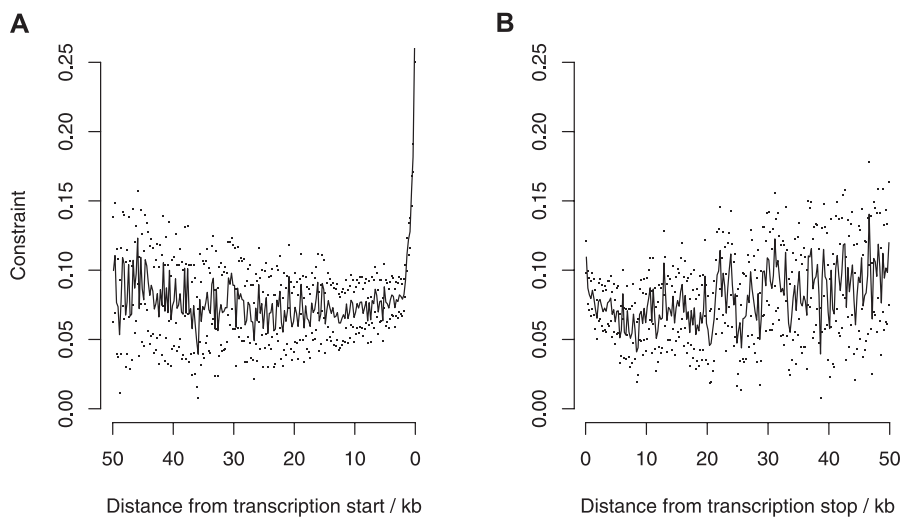 A
B
Constraint
0.00 0.05 0.10 0.15 0.20 0.25
50 40 30 20 10 0
Distance from transcription start / kb
0.00 0.05 0.10 0.15 0.20 0.25
0 10 20 30 40 50
Distance from transcription stop / kb